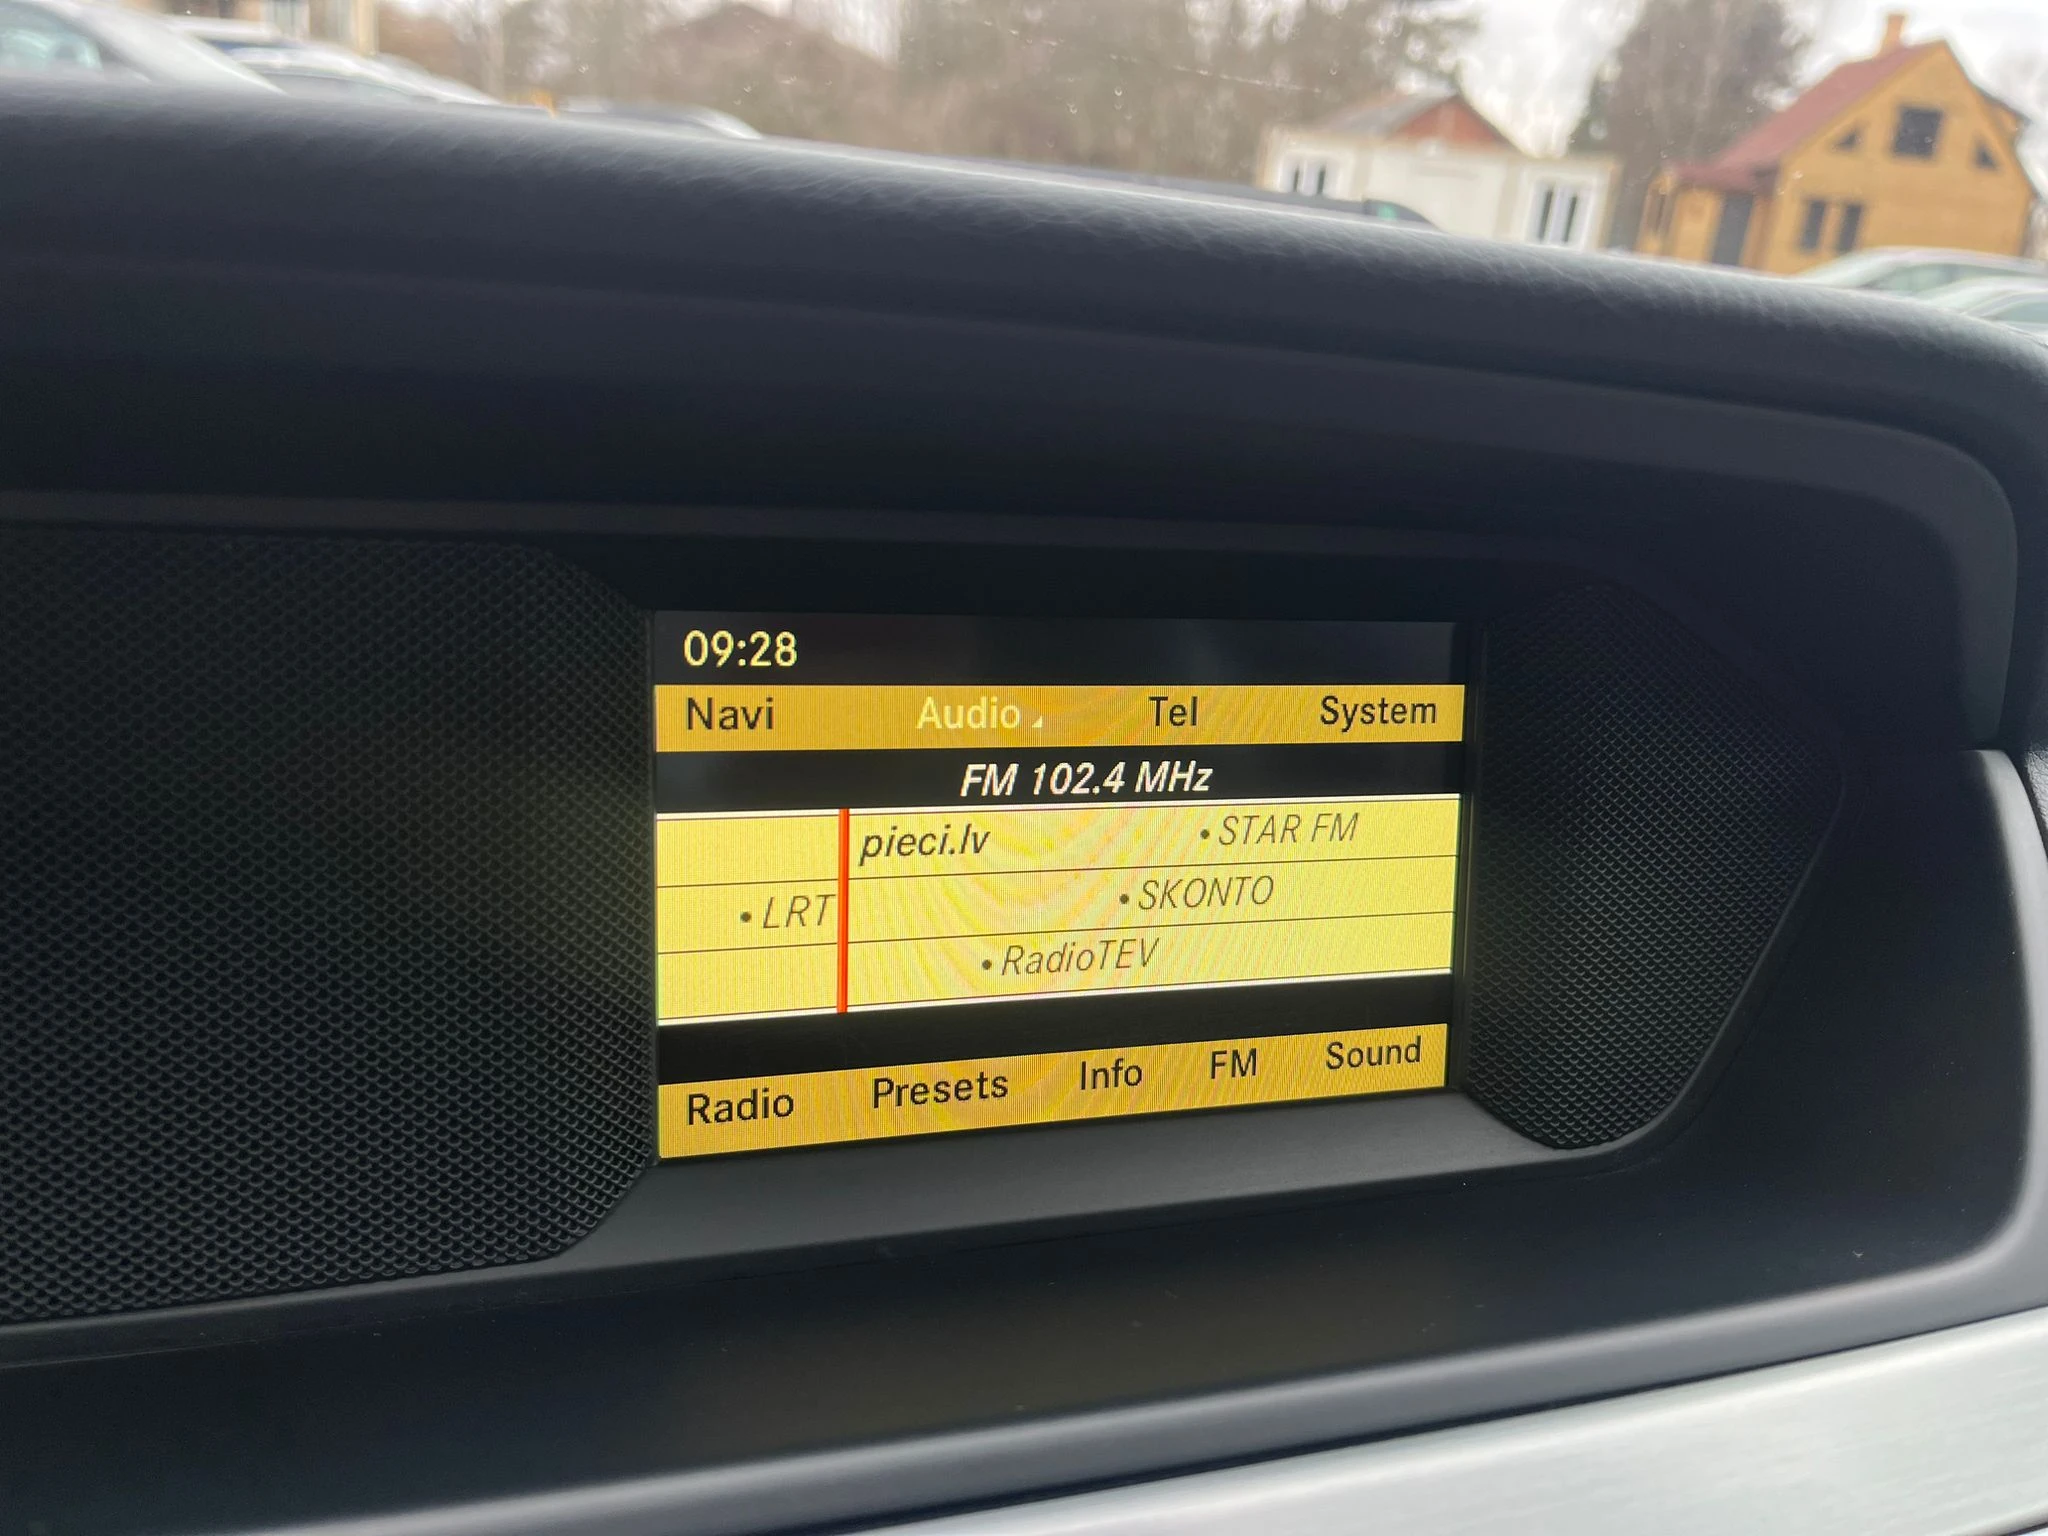 09:28
Navi Audio Tel System
FM 102.4 MHz
pieci.lv • STAR FM
• LRT • SKONTO
• RadioTEV
Radio Presets Info FM Sound